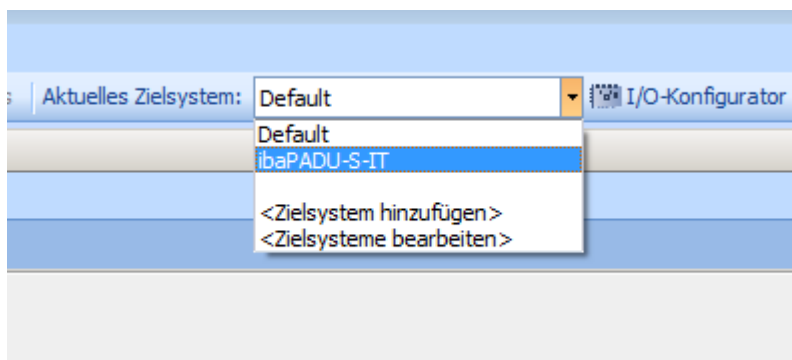 Aktuelles Zielsystem: Default I/O-Konfigurator
Default
ibaPADU-S-IT
<Zielsystem hinzufügen>
<Zielsysteme bearbeiten>